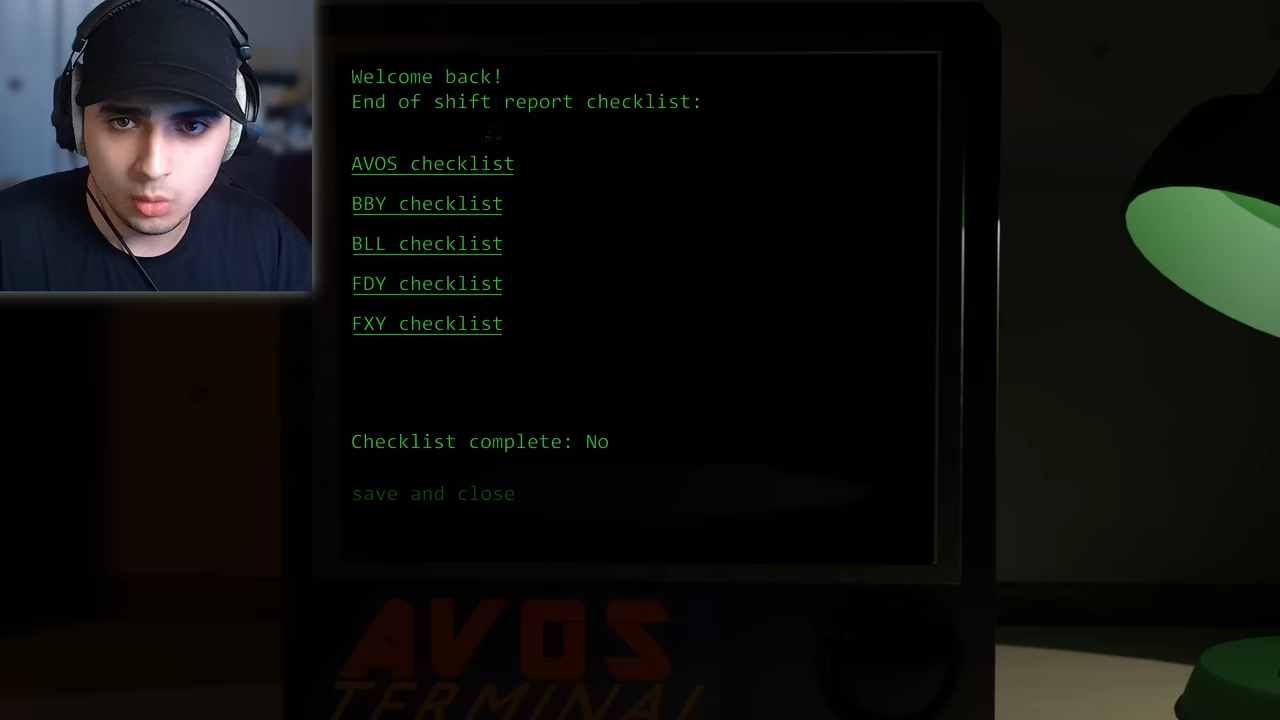 Welcome back!
End of shift report checklist:
AVOS checklist
BBY checklist
BLL checklist
FDY checklist
FXY checklist
Checklist complete: No
save and close
AVOS
TERMINAL